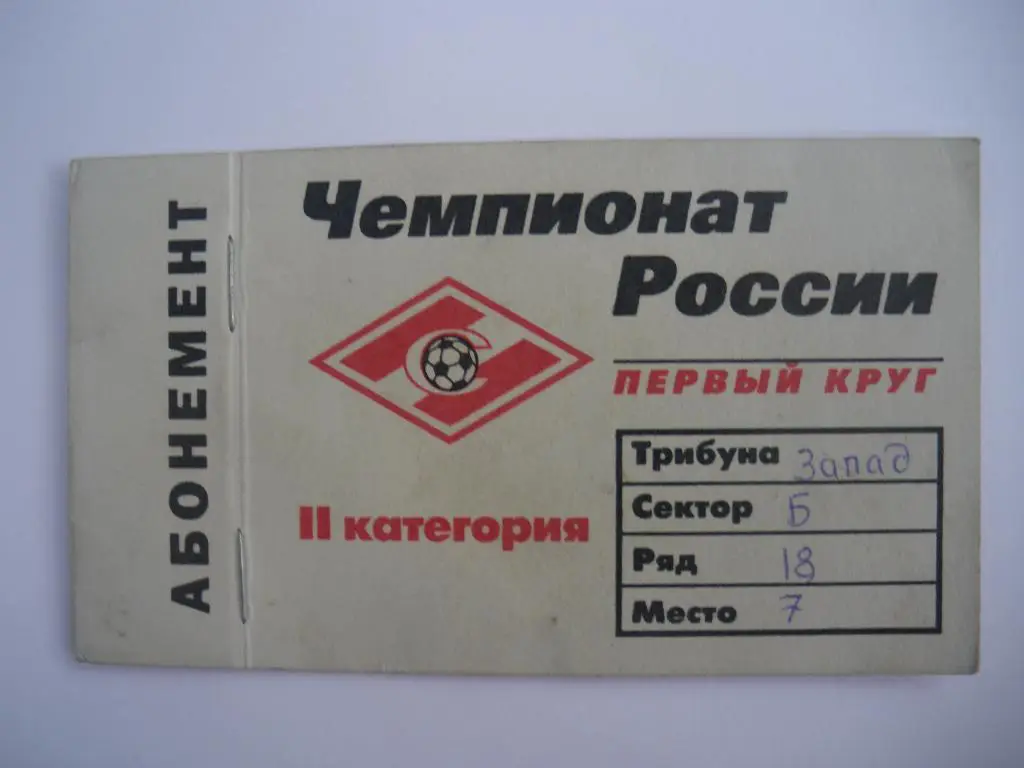 АБОНЕМЕНТ
Чемпионат
России
ПЕРВЫЙ КРУГ
С
II категория
Трибуна Запад
Сектор Б
Ряд 18
Место 7